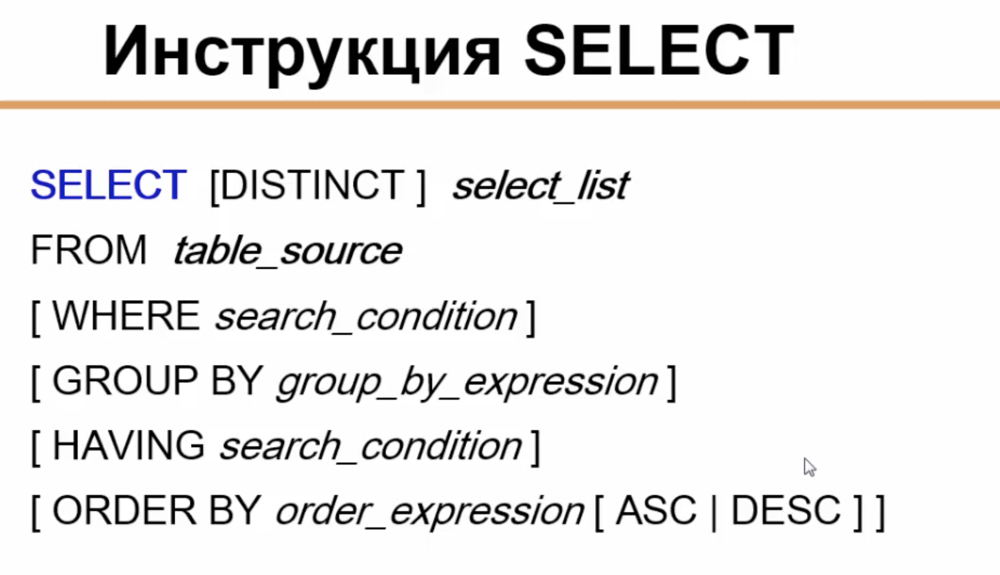 Инструкция SELECT
SELECT [DISTINCT ] select_list
FROM table_source
[ WHERE search_condition ]
[ GROUP BY group_by_expression ]
[ HAVING search_condition ]
[ ORDER BY order_expression [ ASC | DESC ] ]